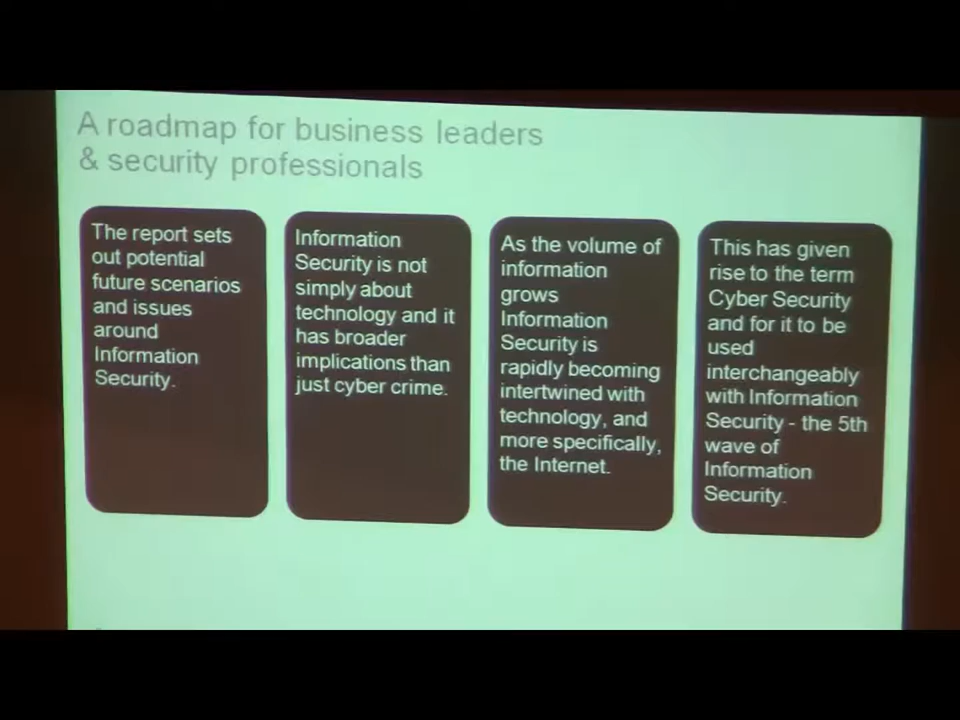 A roadmap for business leaders
& security professionals
The report sets
out potential
future scenarios
and issues
around
Information
Security.
Information
Security is not
simply about
technology and it
has broader
implications than
just cyber crime.
As the volume of
information
grows
Information
Security is
rapidly becoming
intertwined with
technology, and
more specifically,
the Internet.
This has given
rise to the term
Cyber Security
and for it to be
used
interchangeably
with Information
Security - the 5th
wave of
Information
Security.